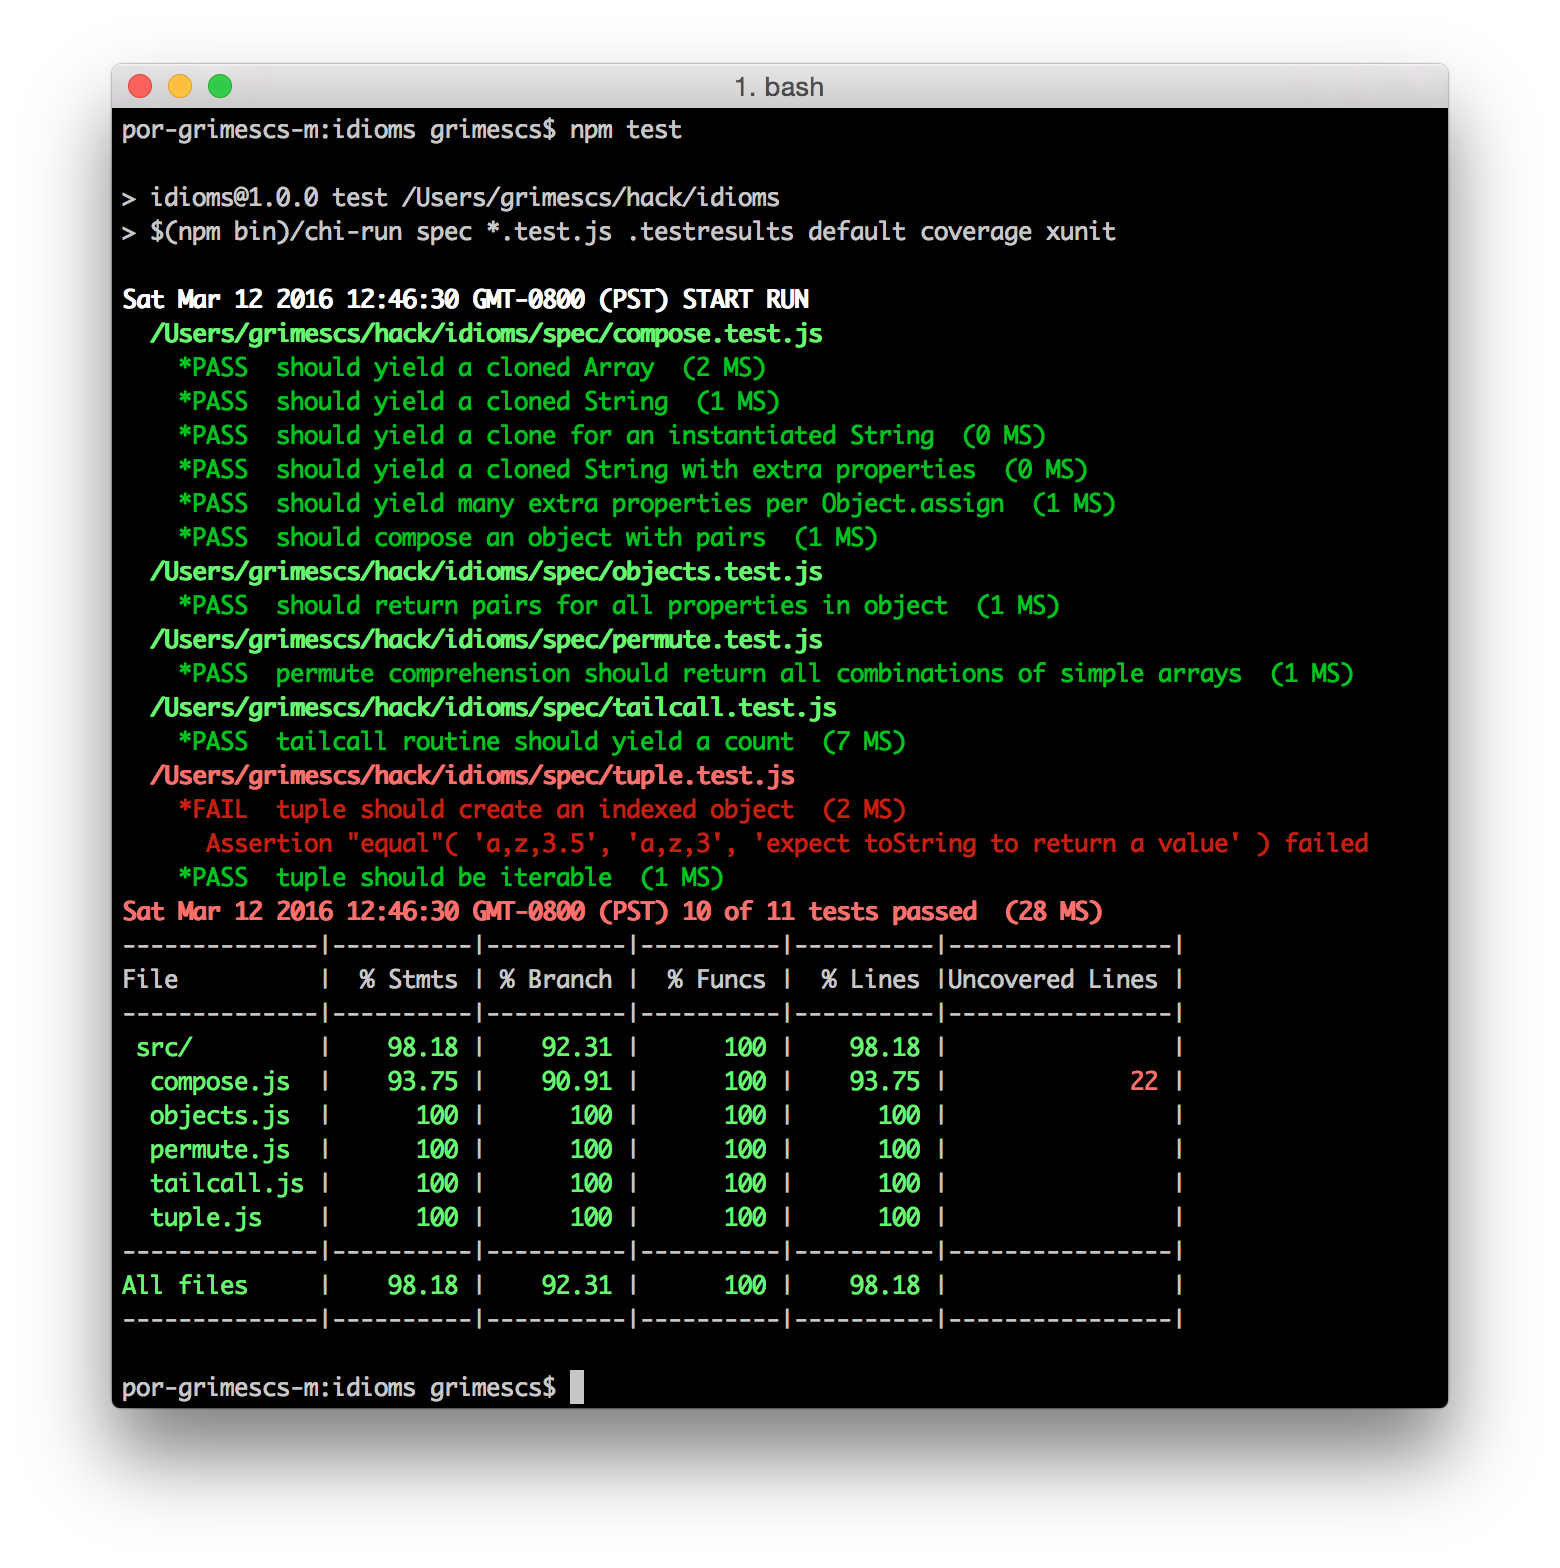 1. bash
por-grimescs-m:idioms grimescs$ npm test
> idioms@1.0.0 test /Users/grimescs/hack/idioms
> $(npm bin)/chi-run spec *.test.js .testresults default coverage xunit
Sat Mar 12 2016 12:46:30 GMT-0800 (PST) START RUN
  /Users/grimescs/hack/idioms/spec/compose.test.js
    *PASS  should yield a cloned Array  (2 MS)
    *PASS  should yield a cloned String  (1 MS)
    *PASS  should yield a clone for an instantiated String  (0 MS)
    *PASS  should yield a cloned String with extra properties  (0 MS)
    *PASS  should yield many extra properties per Object.assign  (1 MS)
    *PASS  should compose an object with pairs  (1 MS)
  /Users/grimescs/hack/idioms/spec/objects.test.js
    *PASS  should return pairs for all properties in object  (1 MS)
  /Users/grimescs/hack/idioms/spec/permute.test.js
    *PASS  permute comprehension should return all combinations of simple arrays  (1 MS)
  /Users/grimescs/hack/idioms/spec/tailcall.test.js
    *PASS  tailcall routine should yield a count  (7 MS)
  /Users/grimescs/hack/idioms/spec/tuple.test.js
    *FAIL  tuple should create an indexed object  (2 MS)
      Assertion "equal"( 'a,z,3.5', 'a,z,3', 'expect toString to return a value' ) failed
    *PASS  tuple should be iterable  (1 MS)
Sat Mar 12 2016 12:46:30 GMT-0800 (PST) 10 of 11 tests passed  (28 MS)
--------------|----------|----------|----------|----------|----------------|
File          |  % Stmts | % Branch |  % Funcs |  % Lines |Uncovered Lines |
--------------|----------|----------|----------|----------|----------------|
 src/         |    98.18 |    92.31 |      100 |    98.18 |                |
  compose.js  |    93.75 |    90.91 |      100 |    93.75 |             22 |
  objects.js  |      100 |      100 |      100 |      100 |                |
  permute.js  |      100 |      100 |      100 |      100 |                |
  tailcall.js |      100 |      100 |      100 |      100 |                |
  tuple.js    |      100 |      100 |      100 |      100 |                |
--------------|----------|----------|----------|----------|----------------|
All files     |    98.18 |    92.31 |      100 |    98.18 |                |
--------------|----------|----------|----------|----------|----------------|
por-grimescs-m:idioms grimescs$